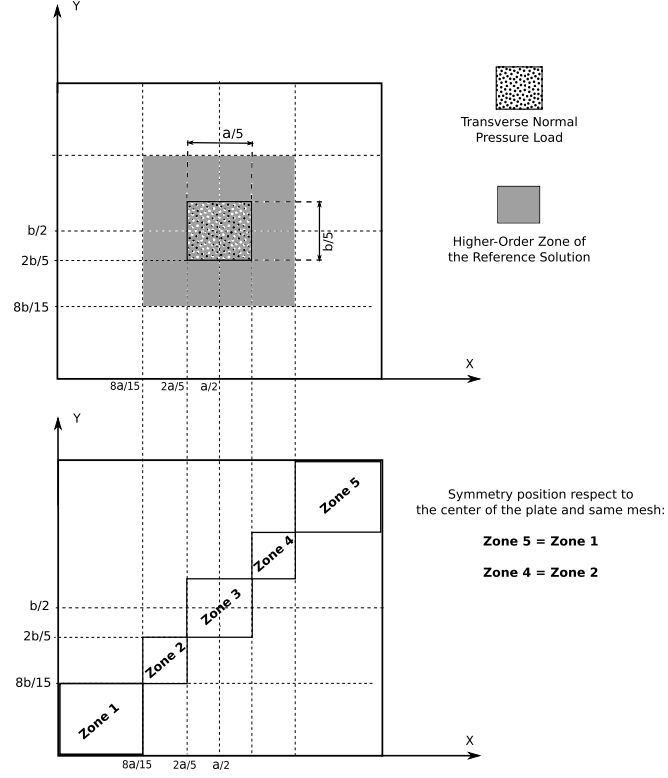 Y
a/5
Transverse Normal
Pressure Load
b/5
b/2
2b/5
8b/15
Higher-Order Zone of
the Reference Solution
X
8a/15
2a/5
a/2
Y
Zone 5
Symmetry position respect to
the center of the plate and same mesh:
Zone 5 = Zone 1
Zone 4
Zone 4 = Zone 2
Zone 3
b/2
2b/5
Zone 2
8b/15
Zone 1
X
8a/15
2a/5
a/2